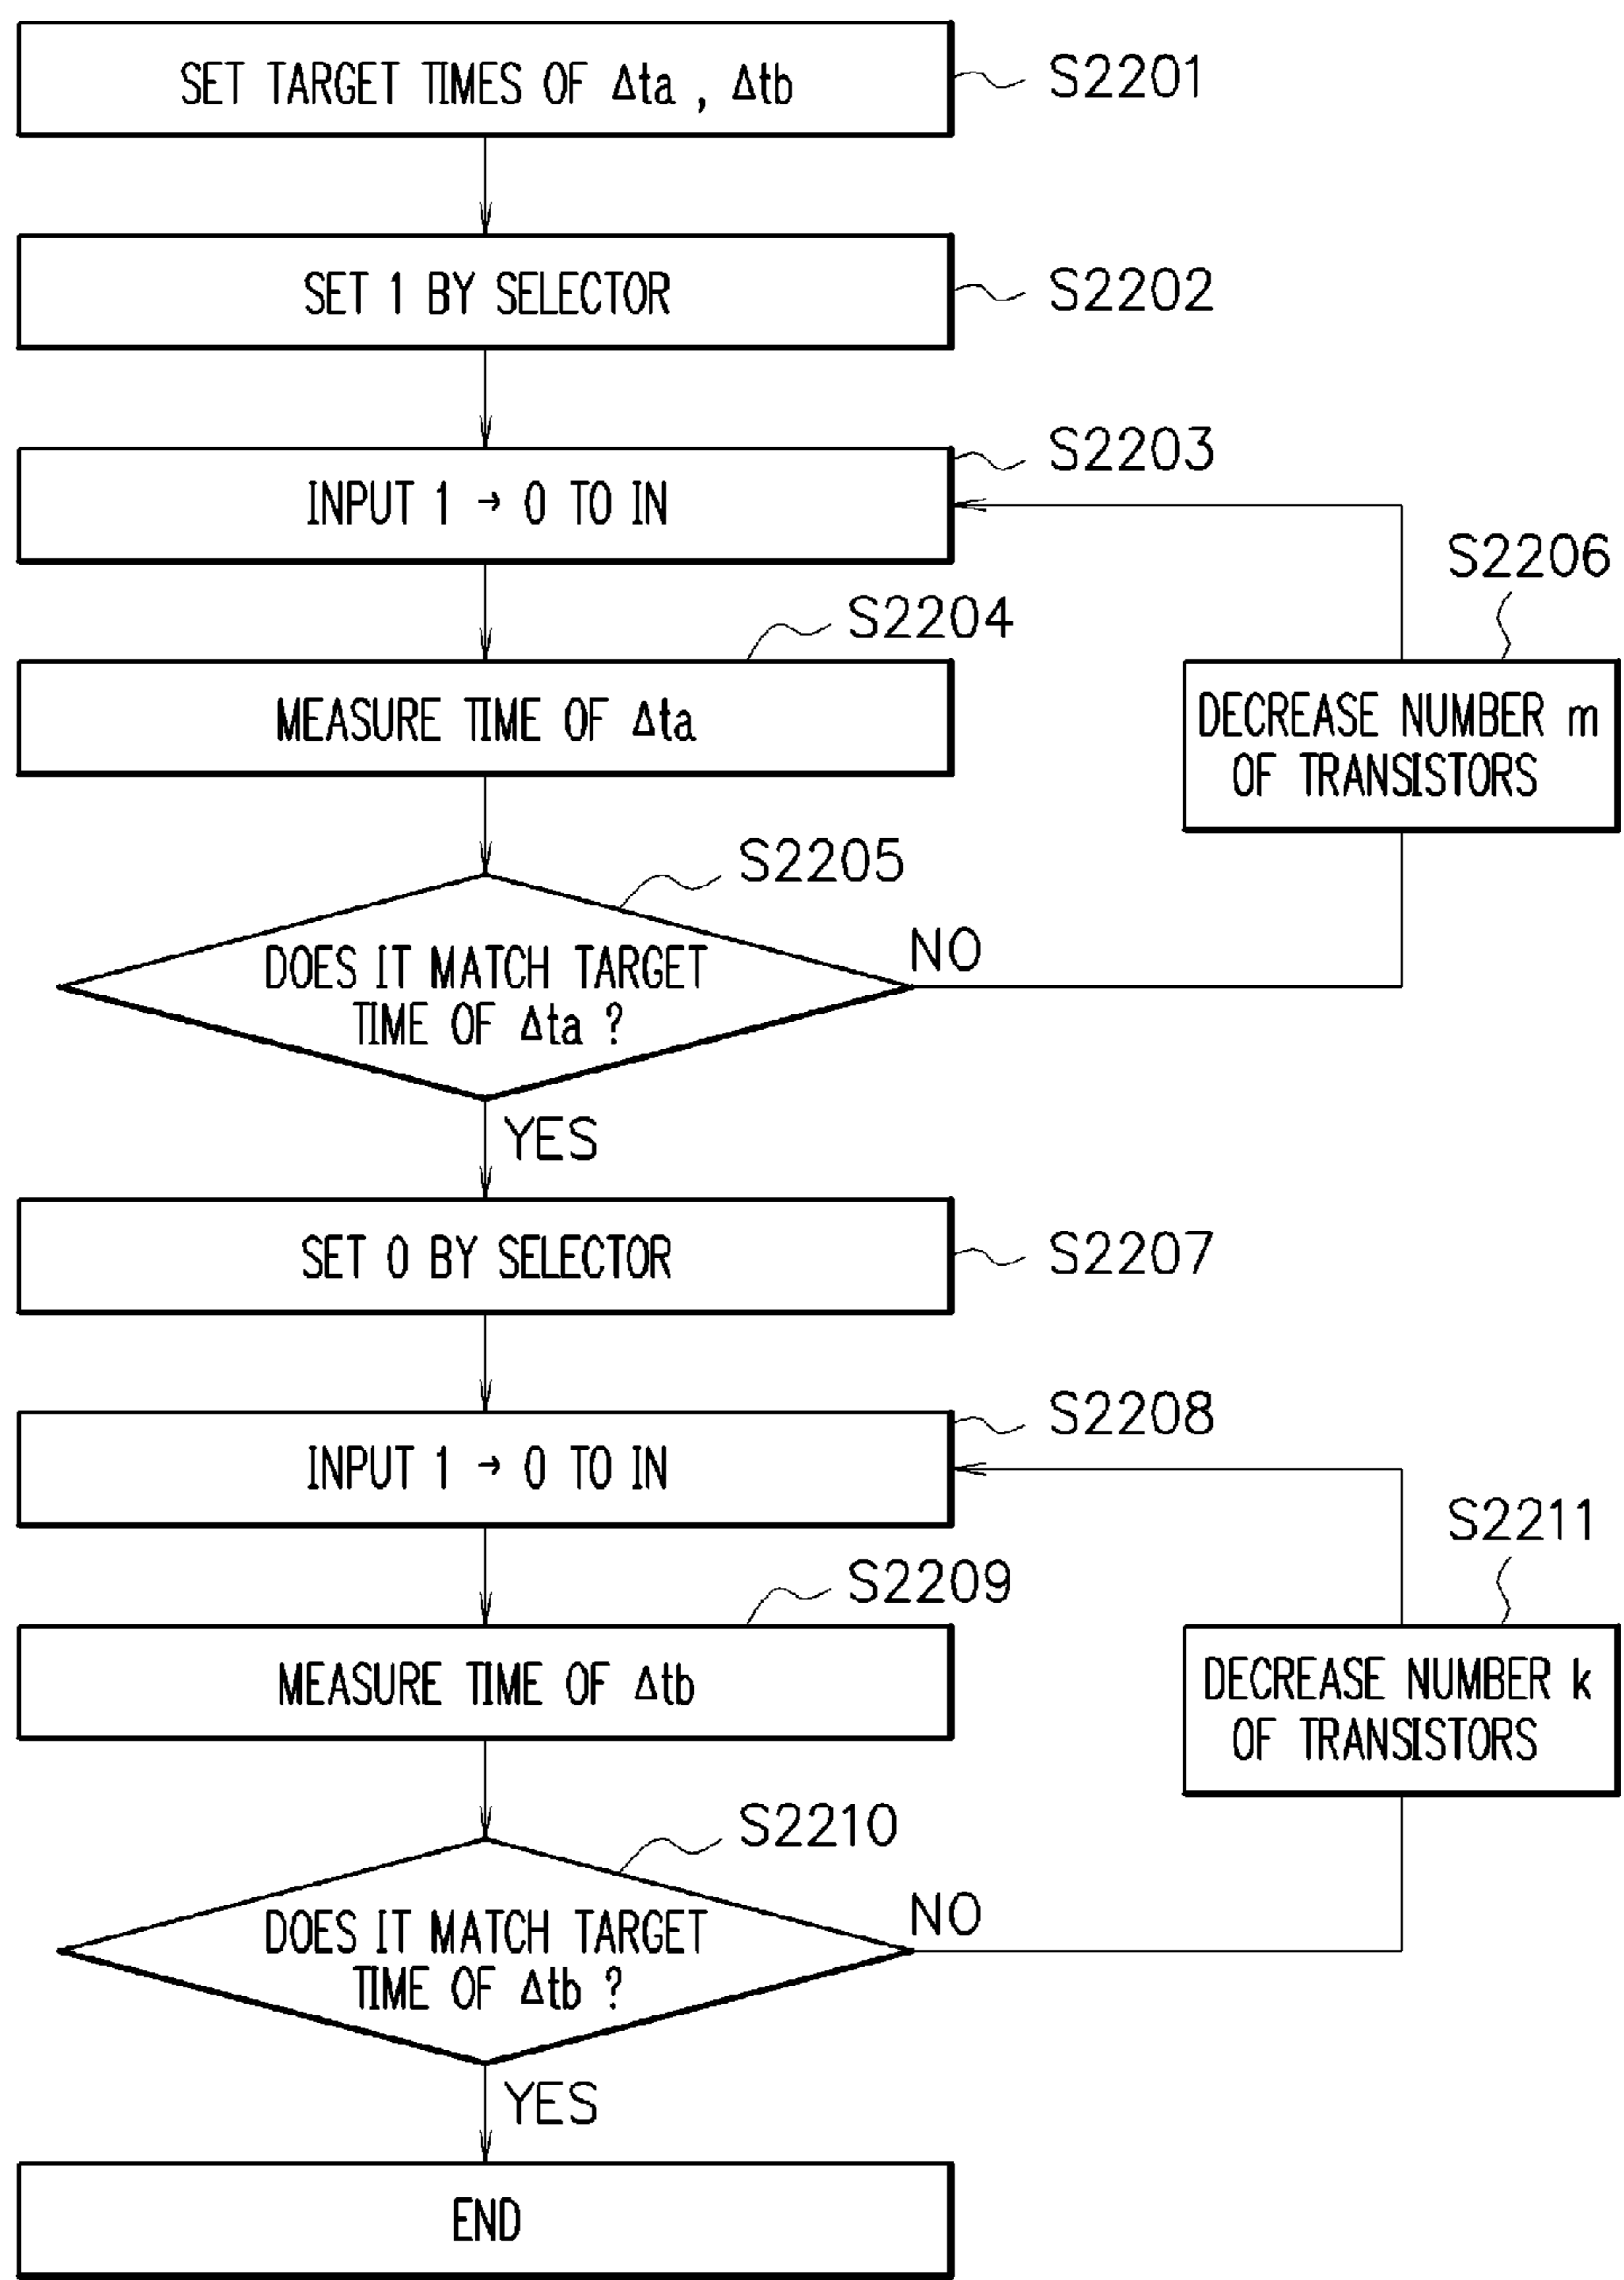 SET TARGET TIMES OF Δta , Δtb
S2201
SET 1 BY SELECTOR
S2202
INPUT 1 → 0 TO IN
S2203
S2206
DECREASE NUMBER m
OF TRANSISTORS
S2204
MEASURE TIME OF Δta
S2205
DOES IT MATCH TARGET
TIME OF Δta ?
NO
YES
SET 0 BY SELECTOR
S2207
INPUT 1 → 0 TO IN
S2208
S2211
DECREASE NUMBER k
OF TRANSISTORS
S2209
MEASURE TIME OF Δtb
S2210
DOES IT MATCH TARGET
TIME OF Δtb ?
NO
YES
END